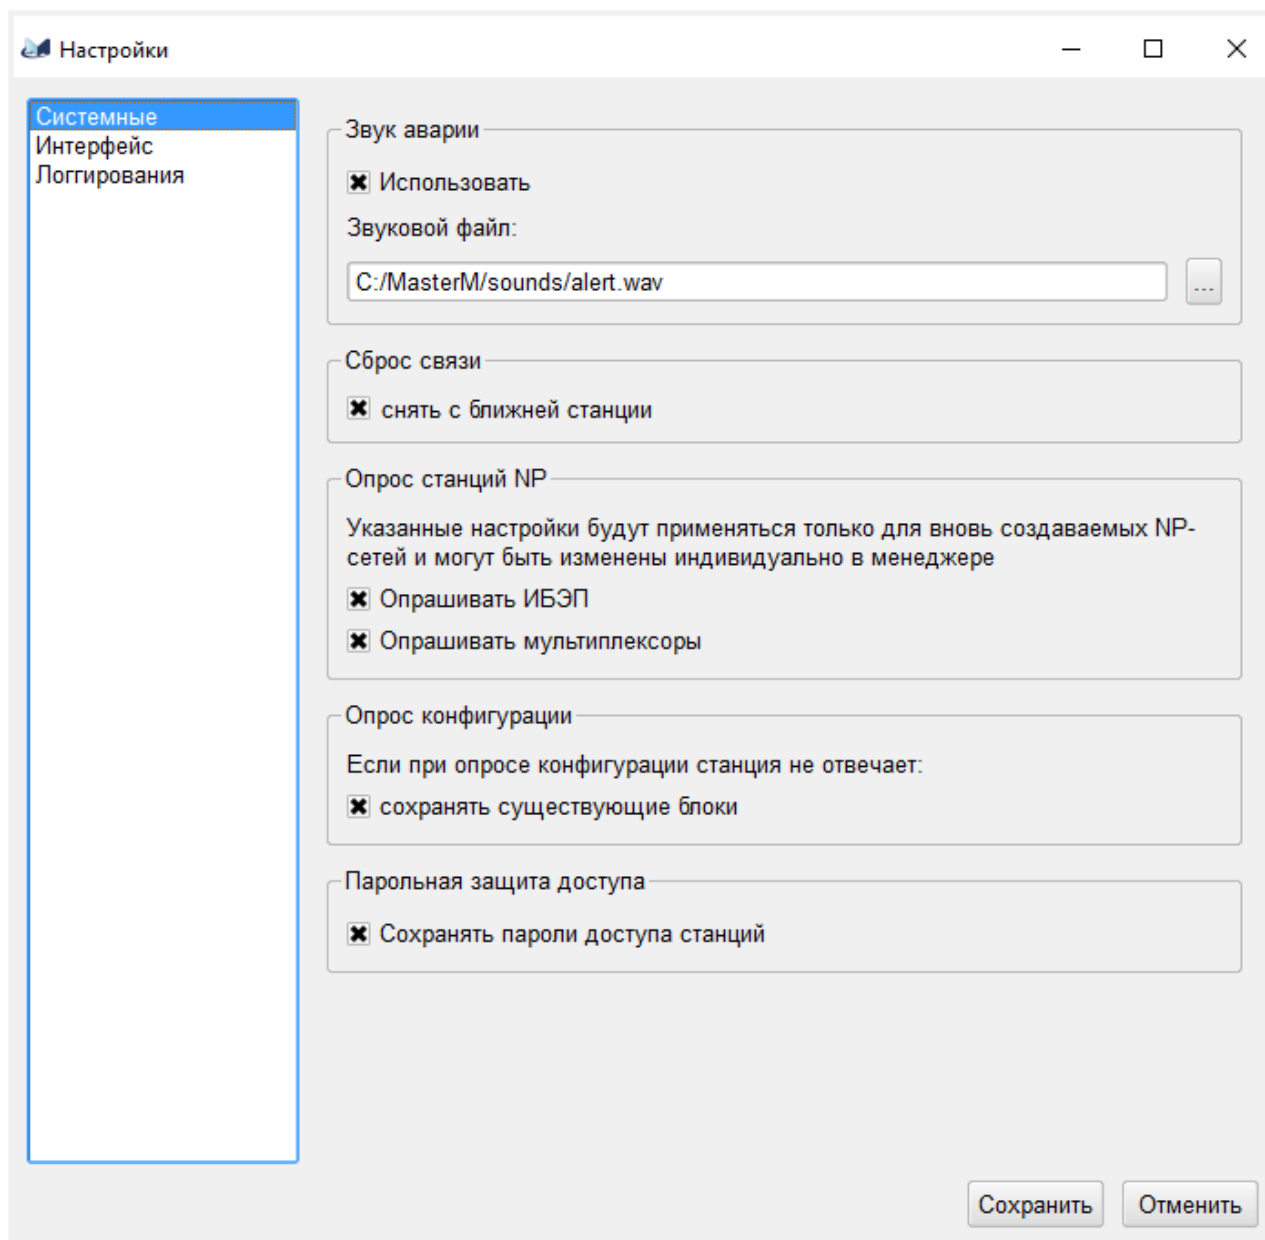 Настройки
Системные
Интерфейс
Логгирования
Звук аварии
Использовать
Звуковой файл:
C:/MasterM/sounds/alert.wav
...
Сброс связи
снять с ближней станции
Опрос станций NP
Указанные настройки будут применяться только для вновь создаваемых NP-
сетей и могут быть изменены индивидуально в менеджере
Опрашивать ИБЭП
Опрашивать мультиплексоры
Опрос конфигурации
Если при опросе конфигурации станция не отвечает:
сохранять существующие блоки
Парольная защита доступа
Сохранять пароли доступа станций
Сохранить
Отменить